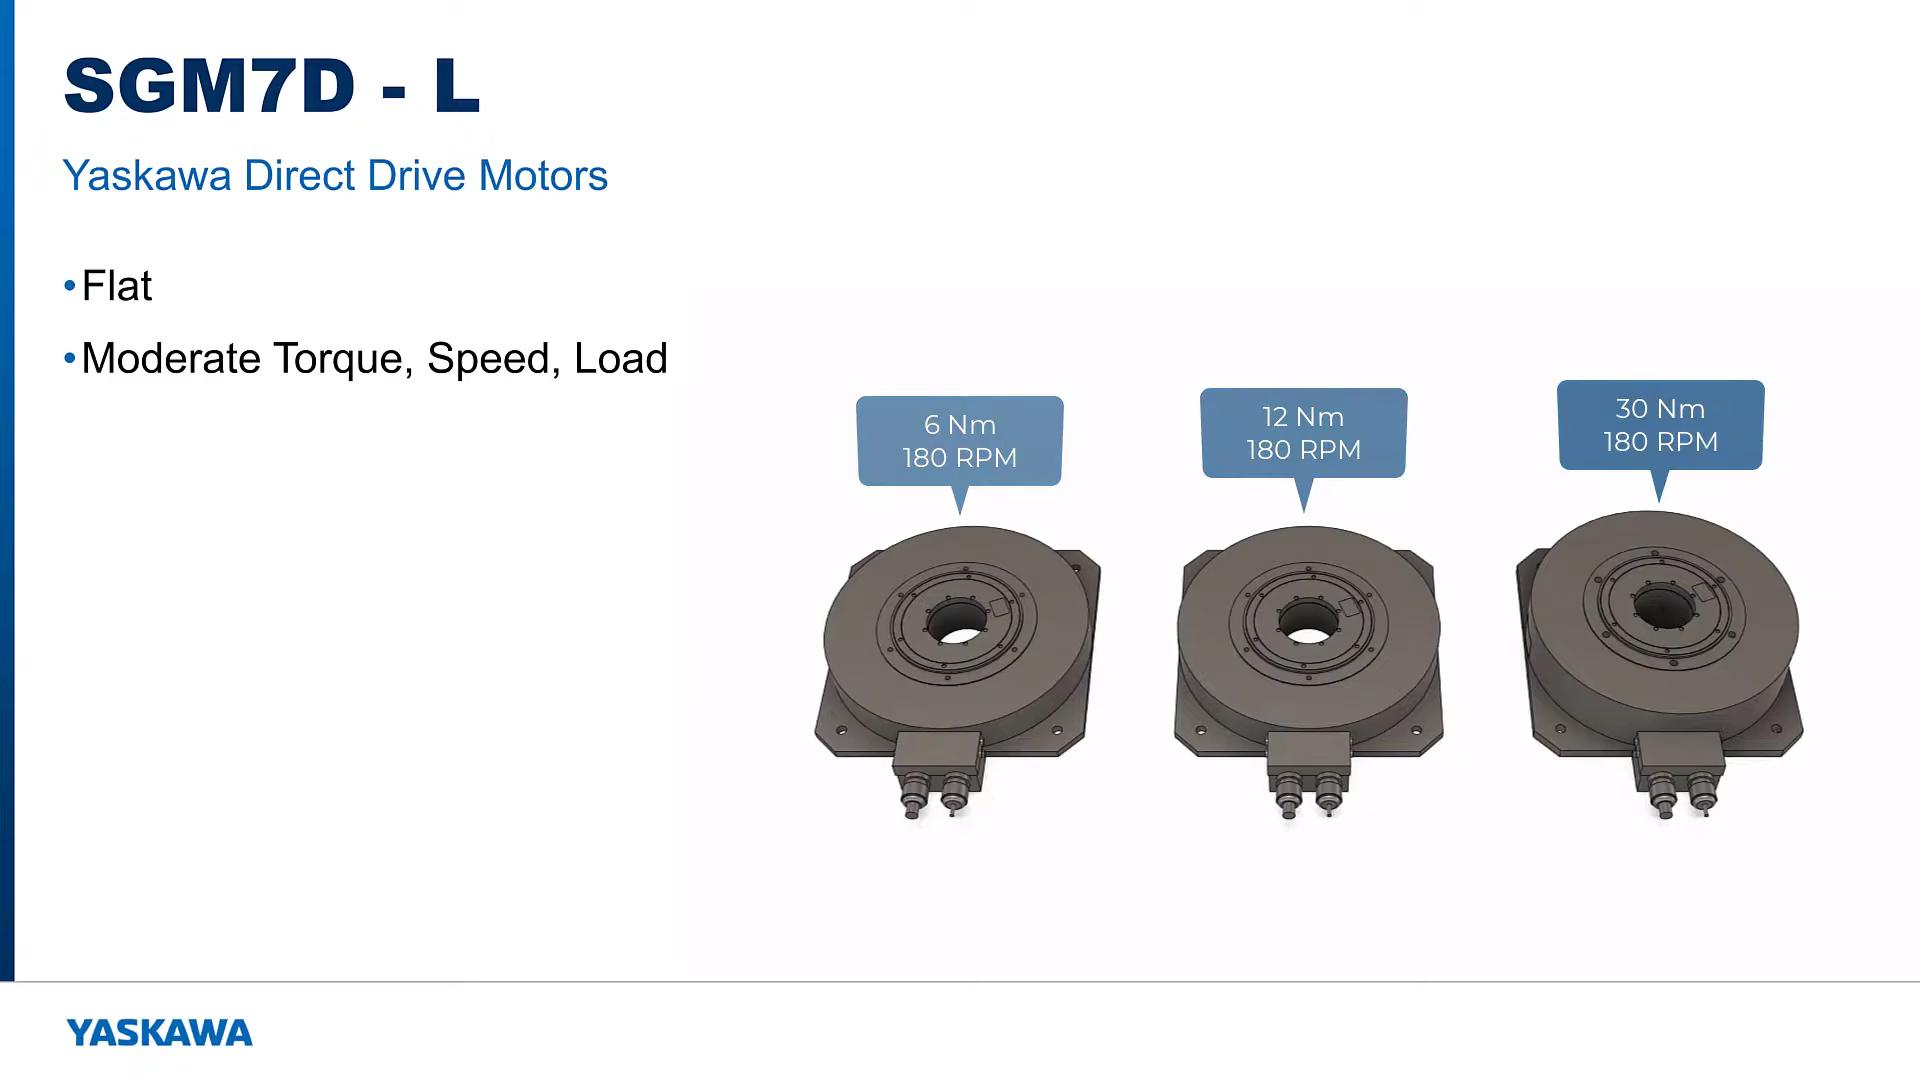 SGM7D - L
Yaskawa Direct Drive Motors
•Flat
•Moderate Torque, Speed, Load
6 Nm
180 RPM
12 Nm
180 RPM
30 Nm
180 RPM
YASKAWA